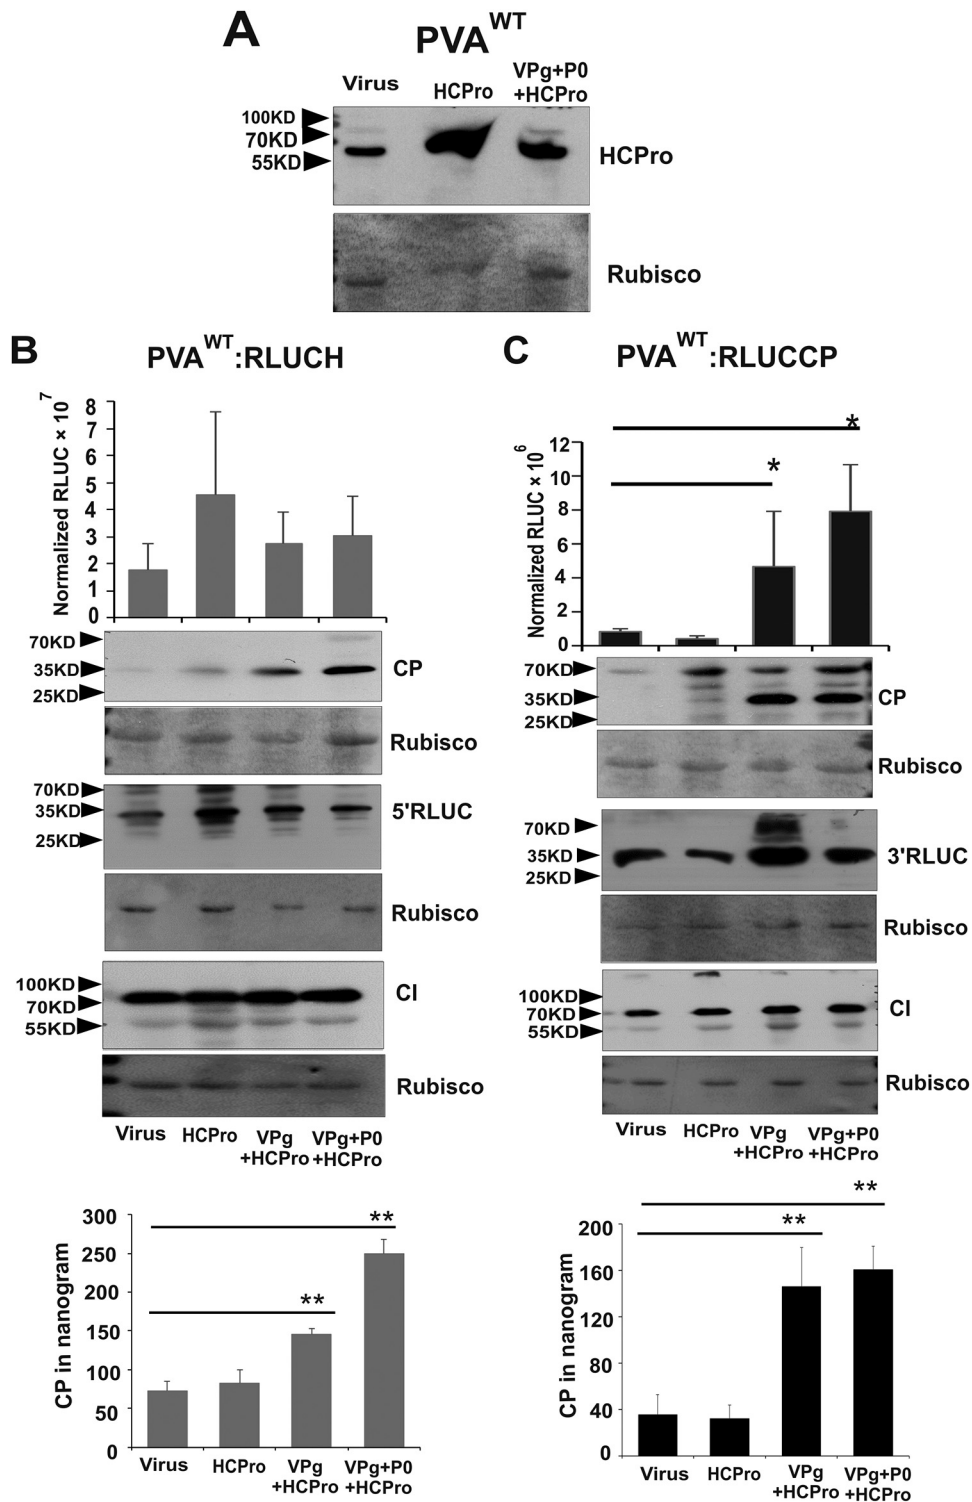 A
PVA^WT
Virus
HCPro
VPg+P0
+HCPro
100KD
70KD
55KD
HCPro
Rubisco
B
PVA^WT:RLUCH
Normalized RLUC × 10^7
8
7
6
5
4
3
2
1
0
70KD
35KD
25KD
CP
Rubisco
70KD
35KD
25KD
5'RLUC
Rubisco
100KD
70KD
55KD
CI
Rubisco
Virus
HCPro
VPg
+HCPro
VPg+P0
+HCPro
CP in nanogram
300
250
200
150
100
50
0
**
**
Virus
HCPro
VPg
+HCPro
VPg+P0
+HCPro
C
PVA^WT:RLUCCP
Normalized RLUC × 10^6
12
10
8
6
4
2
0
*
*
70KD
35KD
25KD
CP
Rubisco
70KD
35KD
25KD
3'RLUC
Rubisco
100KD
70KD
55KD
CI
Rubisco
Virus
HCPro
VPg
+HCPro
VPg+P0
+HCPro
CP in nanogram
200
160
120
80
40
0
**
**
Virus
HCPro
VPg
+HCPro
VPg+P0
+HCPro